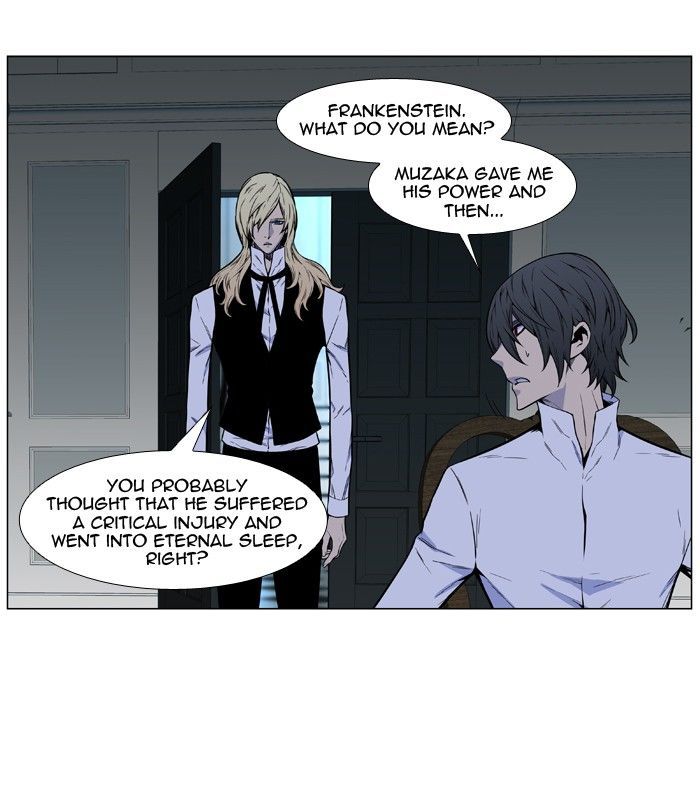 FRANKENSTEIN.
WHAT DO YOU MEAN?
MUZAKA GAVE ME
HIS POWER AND
THEN...
YOU PROBABLY
THOUGHT THAT HE SUFFERED
A CRITICAL INJURY AND
WENT INTO ETERNAL SLEEP,
RIGHT?